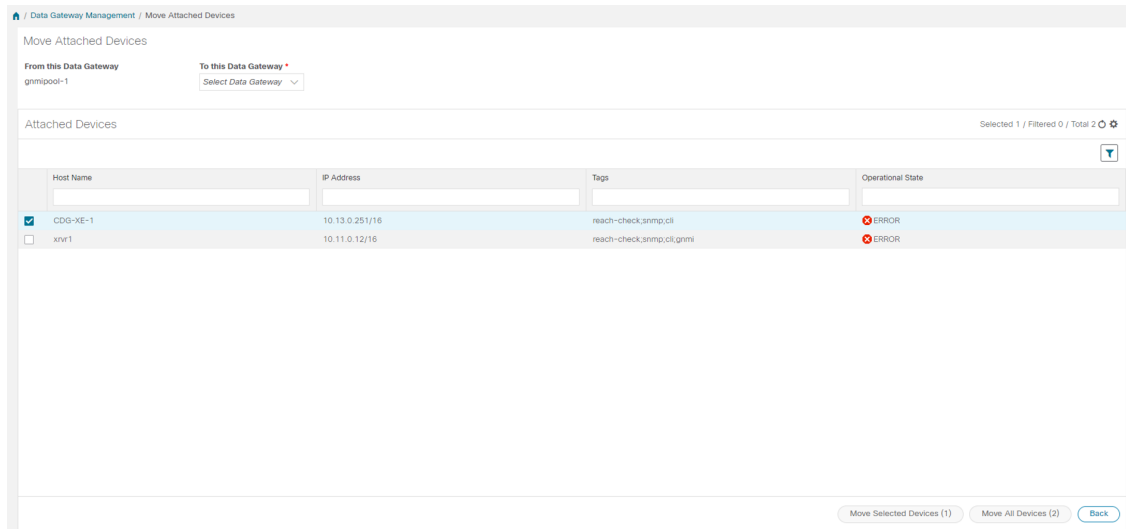 / Data Gateway Management / Move Attached Devices
Move Attached Devices
From this Data Gateway To this Data Gateway *
gnmipool-1 Select Data Gateway
Attached Devices Selected 1 / Filtered 0 / Total 2
Host Name IP Address Tags Operational State
CDG-XE-1 10.13.0.251/16 reach-check;snmp;cli ERROR
xrvr1 10.11.0.12/16 reach-check;snmp;cli;gnmi ERROR
Move Selected Devices (1) Move All Devices (2) Back